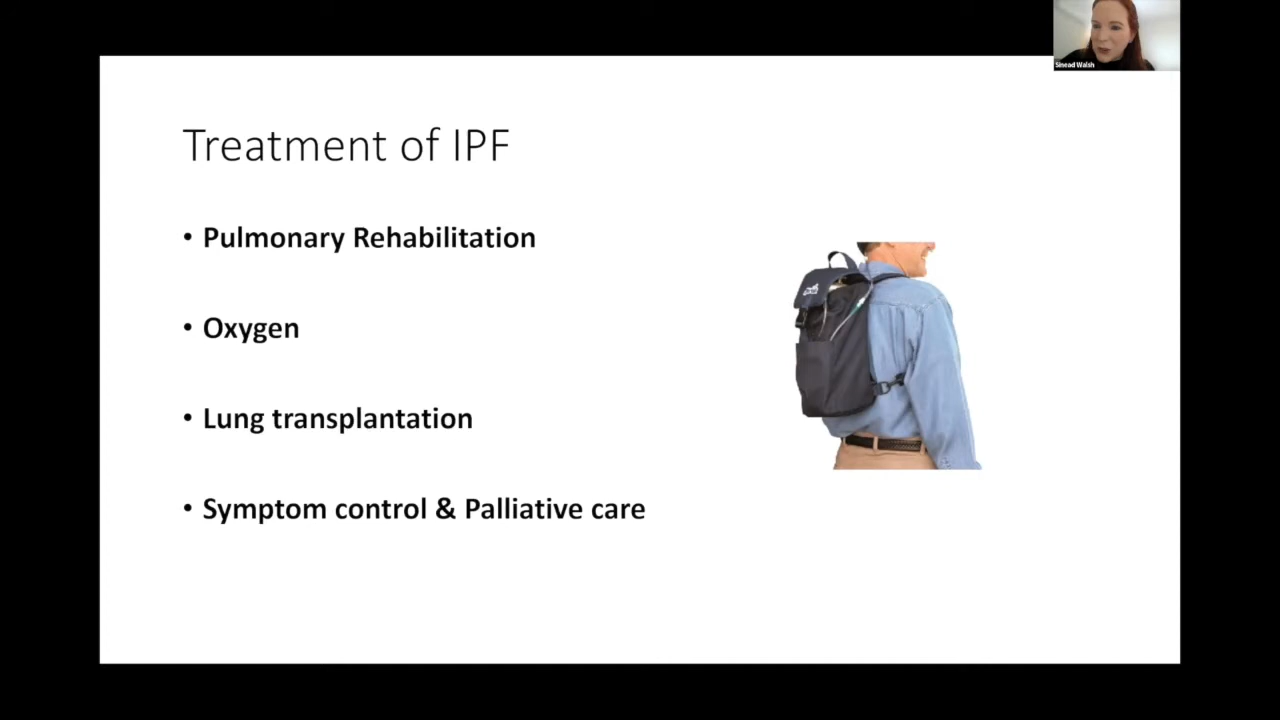 Sinead Walsh
Treatment of IPF
• Pulmonary Rehabilitation
• Oxygen
• Lung transplantation
• Symptom control & Palliative care